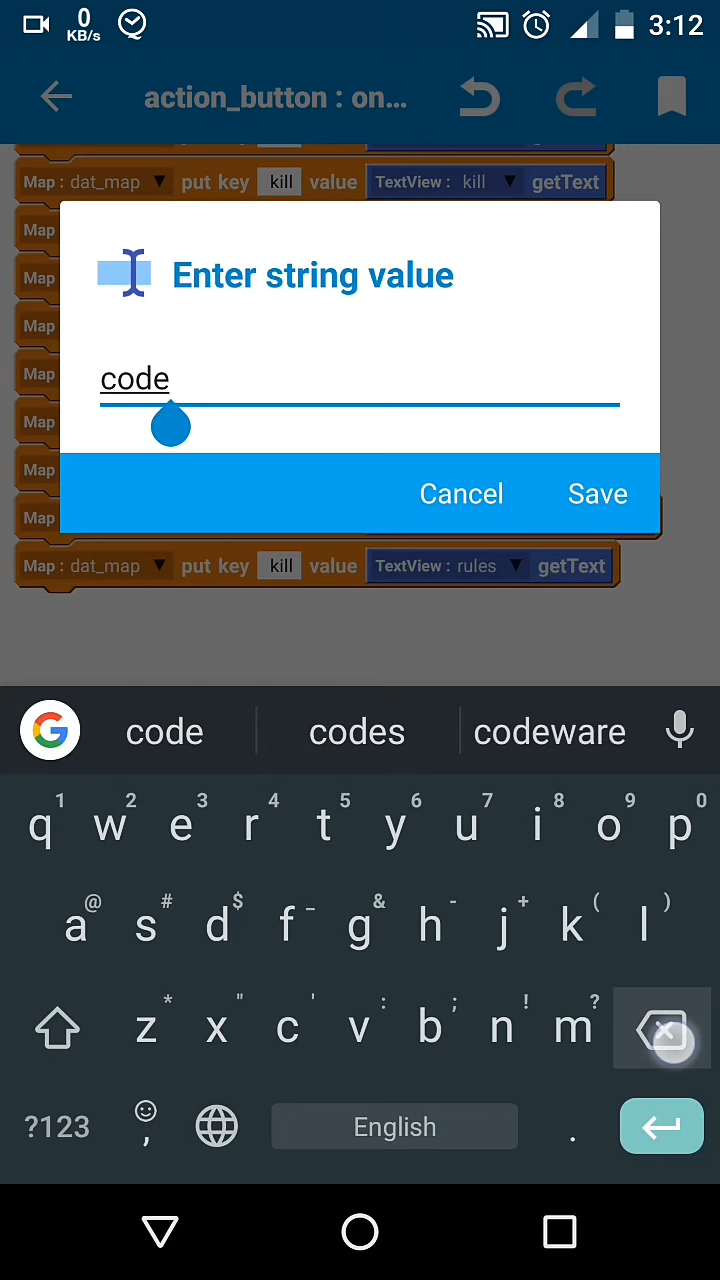 0
KB/s
3:12
action_button : on...
Map : dat_map put key kill value TextView : kill getText
Map
Map
Map
Map
Map
Map
Map
Enter string value
code
Cancel Save
Map : dat_map put key kill value TextView : rules getText
code codes codeware
q 1 w 2 e 3 r 4 t 5 y 6 u 7 i 8 o 9 p 0
a @ s # d $ f _ g & h - j + k ( l )
z * x " c ' v : b ; n ! m ?
?123 , English .